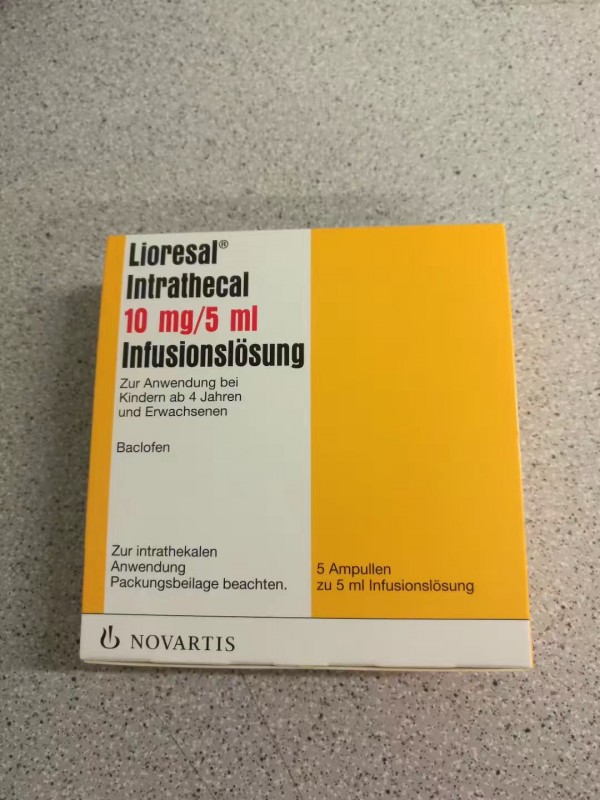 Lioresal®
Intrathecal
10 mg/5 ml
Infusionslösung
Zur Anwendung bei
Kindern ab 4 Jahren
und Erwachsenen
Baclofen
Zur intrathekalen
Anwendung
Packungsbeilage beachten.
5 Ampullen
zu 5 ml Infusionslösung
NOVARTIS